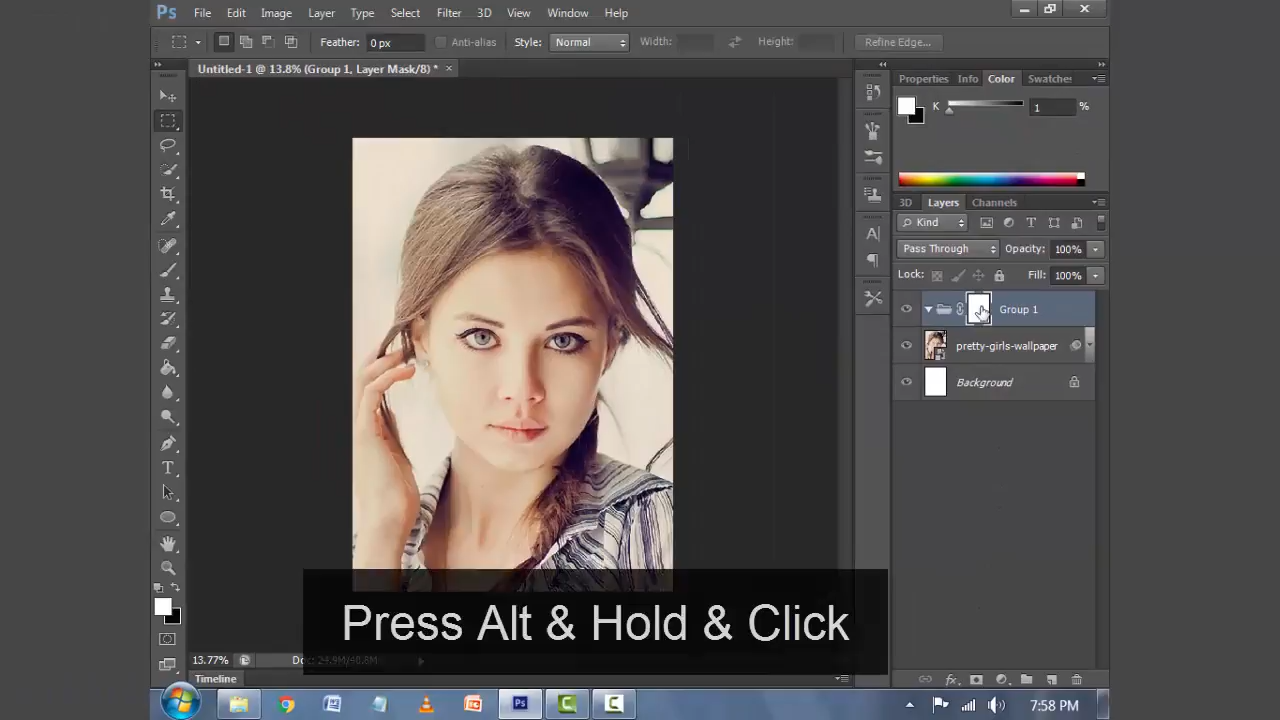 Ps File Edit Image Layer Type Select Filter 3D View Window Help
Feather: 0 px Anti-alias Style: Normal Width: Height: Refine Edge...
Untitled-1 @ 13.8% (Group 1, Layer Mask/8) *
Properties Info Color Swatches
K 1 %
3D Layers Channels
Kind
Pass Through Opacity: 100%
Lock: Fill: 100%
Group 1
pretty-girls-wallpaper
Background
Press Alt & Hold & Click
13.77% Doc: 24.9M/40.8M
Timeline
7:58 PM